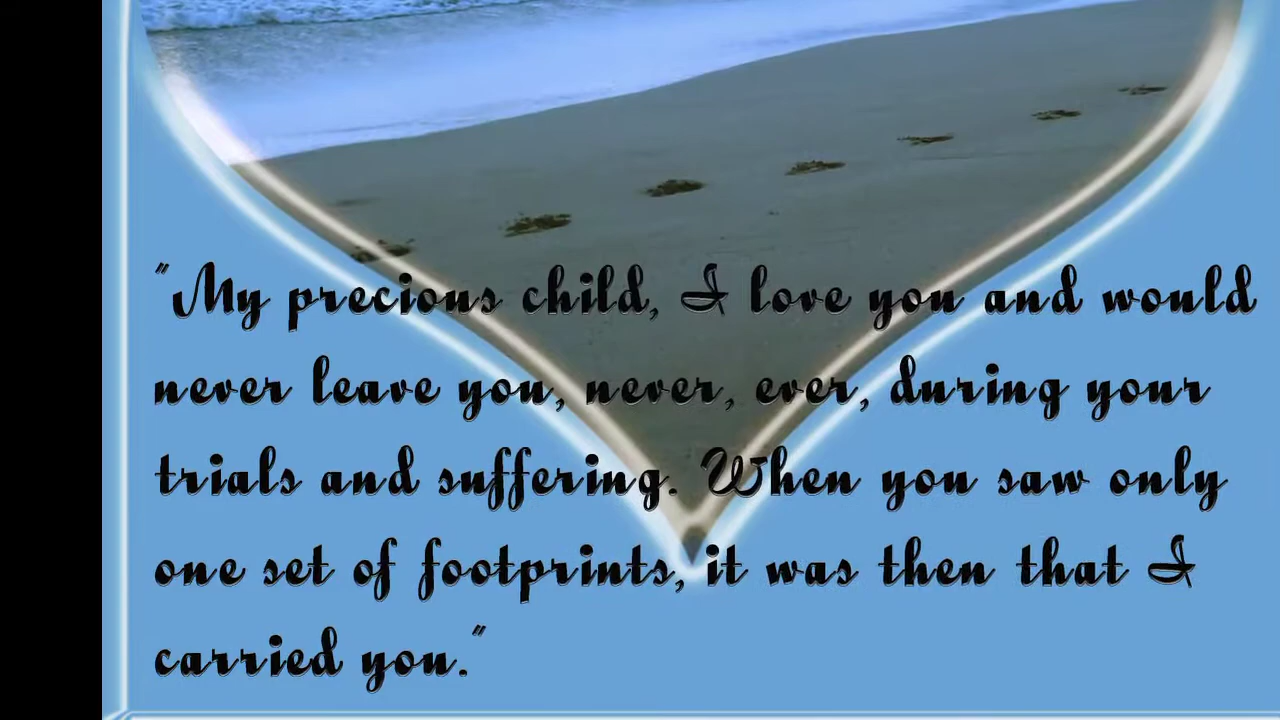 "My precious child, I love you and would
never leave you, never, ever, during your
trials and suffering. When you saw only
one set of footprints, it was then that I
carried you."